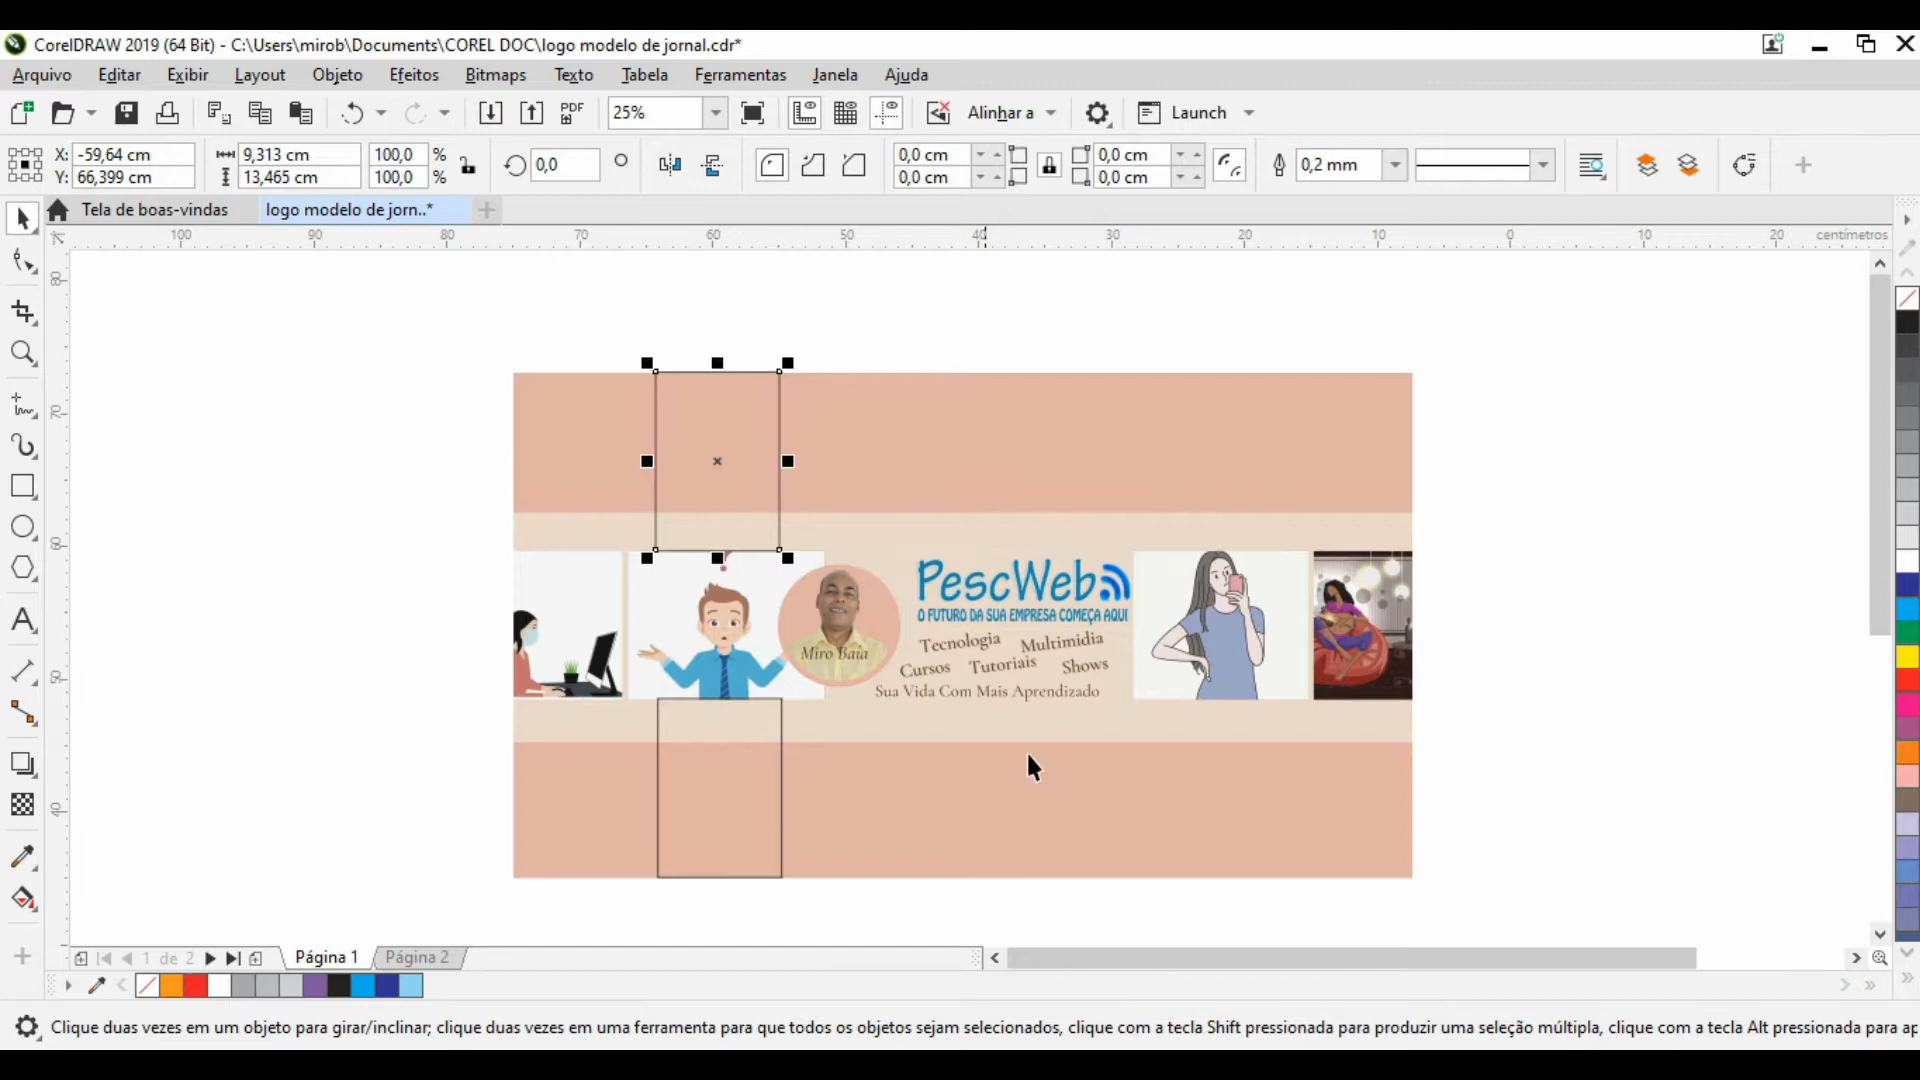 CorelDRAW 2019 (64 Bit) - C:\Users\mirob\Documents\COREL DOC\logo modelo de jornal.cdr*
Arquivo Editar Exibir Layout Objeto Efeitos Bitmaps Texto Tabela Ferramentas Janela Ajuda
PDF 25% Alinhar a Launch
X: -59,64 cm 9,313 cm 100,0 % 0,0 ° 0,0 cm 0,0 cm 0,2 mm
Y: 66,399 cm 13,465 cm 100,0 % 0,0 cm 0,0 cm
Tela de boas-vindas logo modelo de jorn..*
100 90 80 70 60 50 40 30 20 10 0 10 20 centímetros
80
70
60
50
40
PescWeb
O FUTURO DA SUA EMPRESA COMEÇA AQUI
Tecnologia Multimidia
Miro Baia
Cursos Tutoriais Shows
Sua Vida Com Mais Aprendizado
1 de 2 Página 1 Página 2
Clique duas vezes em um objeto para girar/inclinar; clique duas vezes em uma ferramenta para que todos os objetos sejam selecionados, clique com a tecla Shift pressionada para produzir uma seleção múltipla, clique com a tecla Alt pressionada para ap